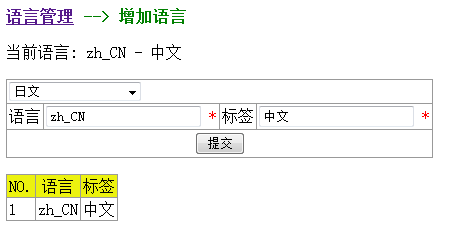 语言管理 --> 增加语言
当前语言: zh_CN - 中文
日文
语言 zh_CN * 标签 中文 *
提交
NO. 语言 标签
1 zh_CN 中文